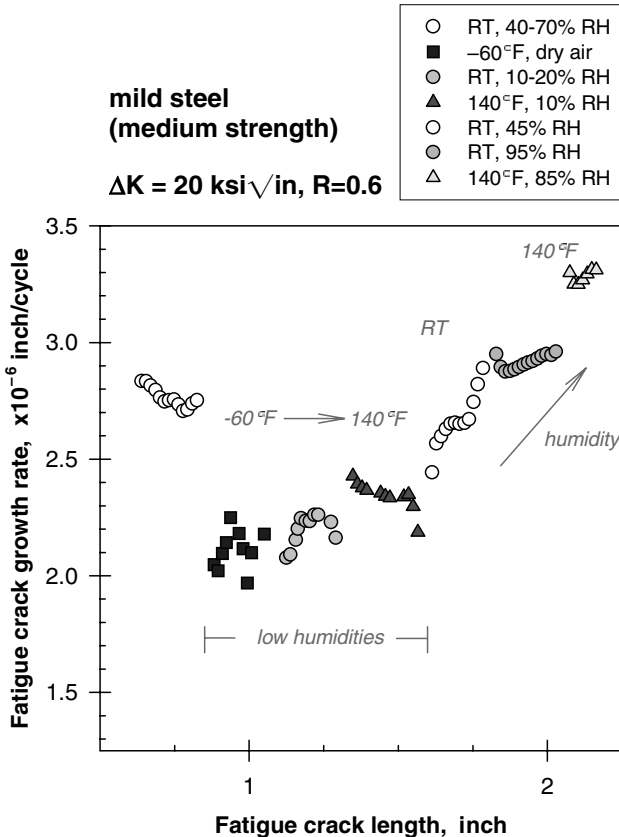 RT, 40-70% RH
–60°F, dry air
RT, 10-20% RH
140°F, 10% RH
RT, 45% RH
RT, 95% RH
140°F, 85% RH
mild steel
(medium strength)
ΔK = 20 ksi√in, R=0.6
Fatigue crack growth rate, x10⁻⁶ inch/cycle
3.5
3.0
2.5
2.0
1.5
140°F
RT
-60°F
140°F
humidity
low humidities
1
2
Fatigue crack length, inch